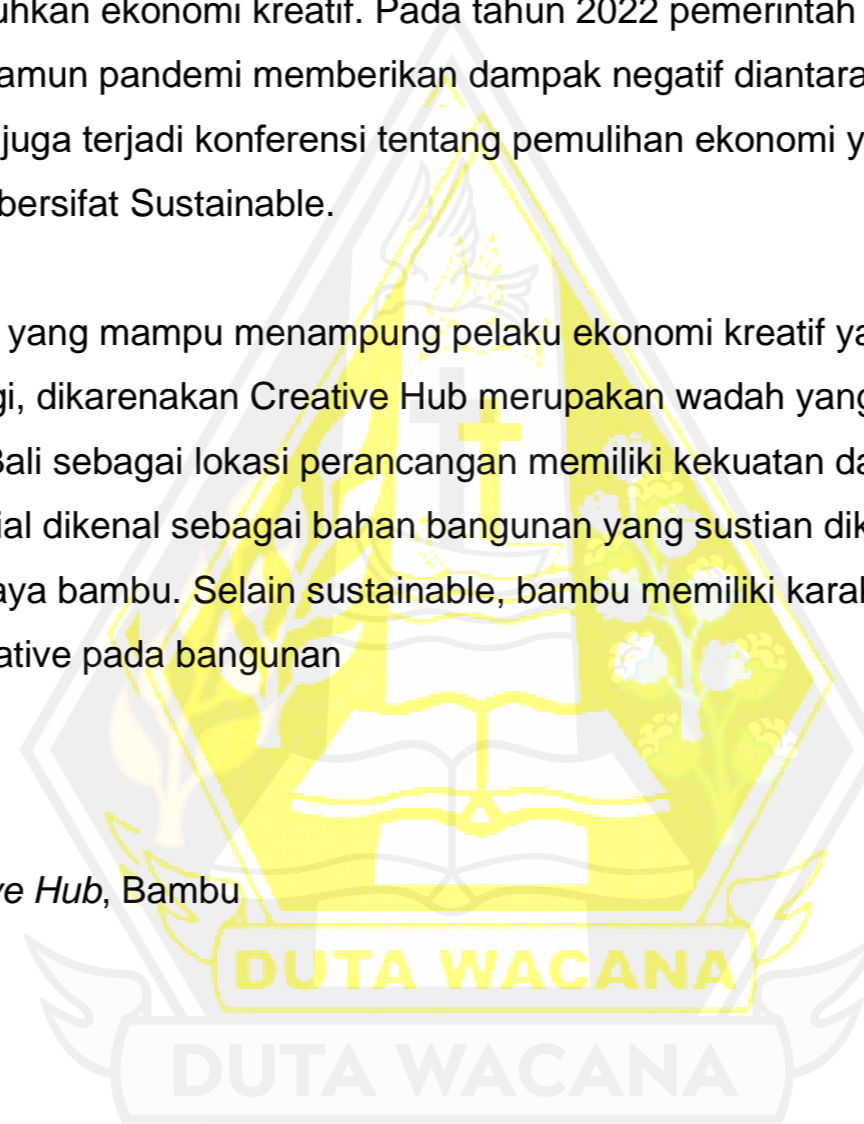 uhkan ekonomi kreatif. Pada tahun 2022 pemerintah
amun pandemi memberikan dampak negatif diantara
juga terjadi konferensi tentang pemulihan ekonomi y
bersifat Sustainable.
yang mampu menampung pelaku ekonomi kreatif ya
gi, dikarenakan Creative Hub merupakan wadah yang
Bali sebagai lokasi perancangan memiliki kekuatan da
ial dikenal sebagai bahan bangunan yang sustian dik
aya bambu. Selain sustainable, bambu memiliki karak
ative pada bangunan
ve Hub, Bambu
DUTA WACANA
DUTA WACANA